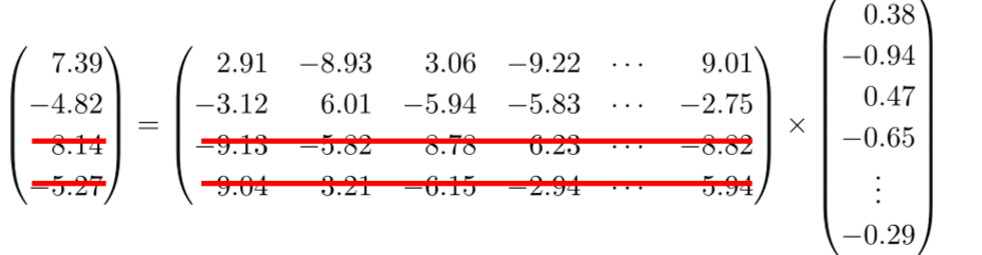 0.38
7.39 2.91 −8.93 3.06 −9.22 ⋯ 9.01 −0.94
−4.82 −3.12 6.01 −5.94 −5.83 ⋯ −2.75 0.47
= ×
8.14 −9.13 −5.82 8.78 6.23 ⋯ −8.82 −0.65
−5.27 9.04 3.21 −6.15 −2.94 ⋯ 5.94 ⋮
−0.29